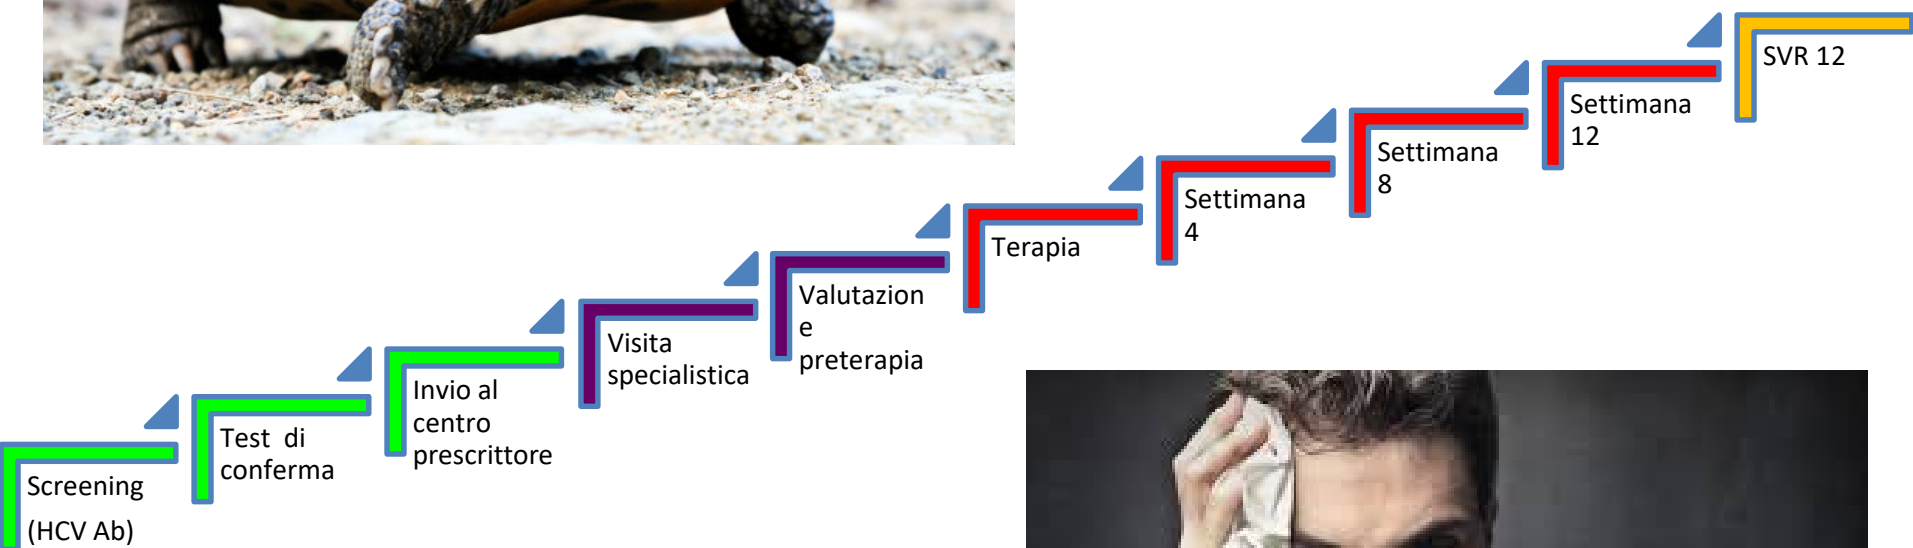 Screening
(HCV Ab)
Test di
conferma
Invio al
centro
prescrittore
Visita
specialistica
Valutazion
e
preterapia
Terapia
Settimana
4
Settimana
8
Settimana
12
SVR 12